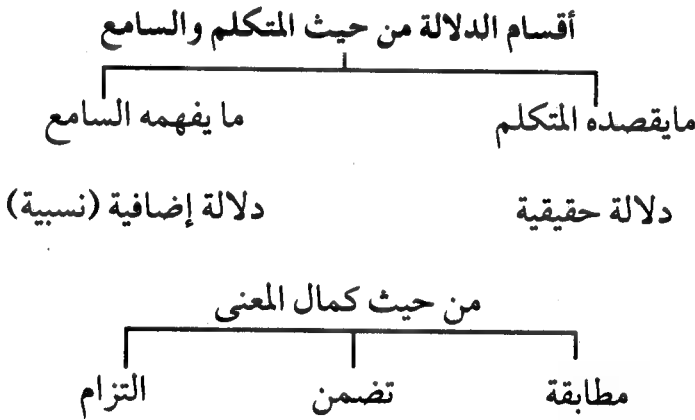 أقسام الدلالة من حيث المتكلم والسامع
مايقصده المتكلم ما يفهمه السامع
دلالة حقيقية دلالة إضافية (نسبية)
من حيث كمال المعنى
مطابقة تضمن التزام